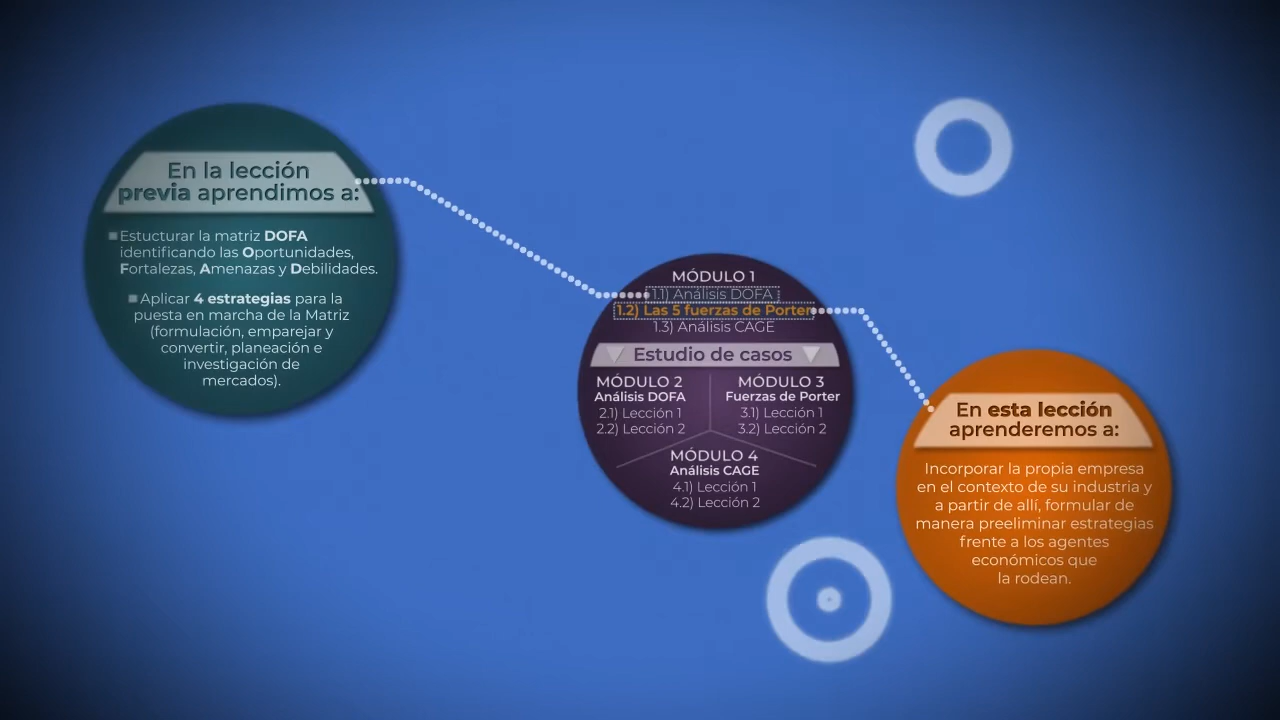 En la lección
previa aprendimos a:
Estucturar la matriz DOFA
identificando las Oportunidades,
Fortalezas, Amenazas y Debilidades.
Aplicar 4 estrategias para la
puesta en marcha de la Matriz
(formulación, emparejar y
convertir, planeación e
investigación de
mercados).
MÓDULO 1
1.1) Análisis DOFA
1.2) Las 5 fuerzas de Porter
1.3) Análisis CAGE
Estudio de casos
MÓDULO 2
Análisis DOFA
2.1) Lección 1
2.2) Lección 2
MÓDULO 3
Fuerzas de Porter
3.1) Lección 1
3.2) Lección 2
MÓDULO 4
Análisis CAGE
4.1) Lección 1
4.2) Lección 2
En esta lección
aprenderemos a:
Incorporar la propia empresa
en el contexto de su industria y
a partir de allí, formular de
manera preeliminar estrategias
frente a los agentes
económicos que
la rodean.